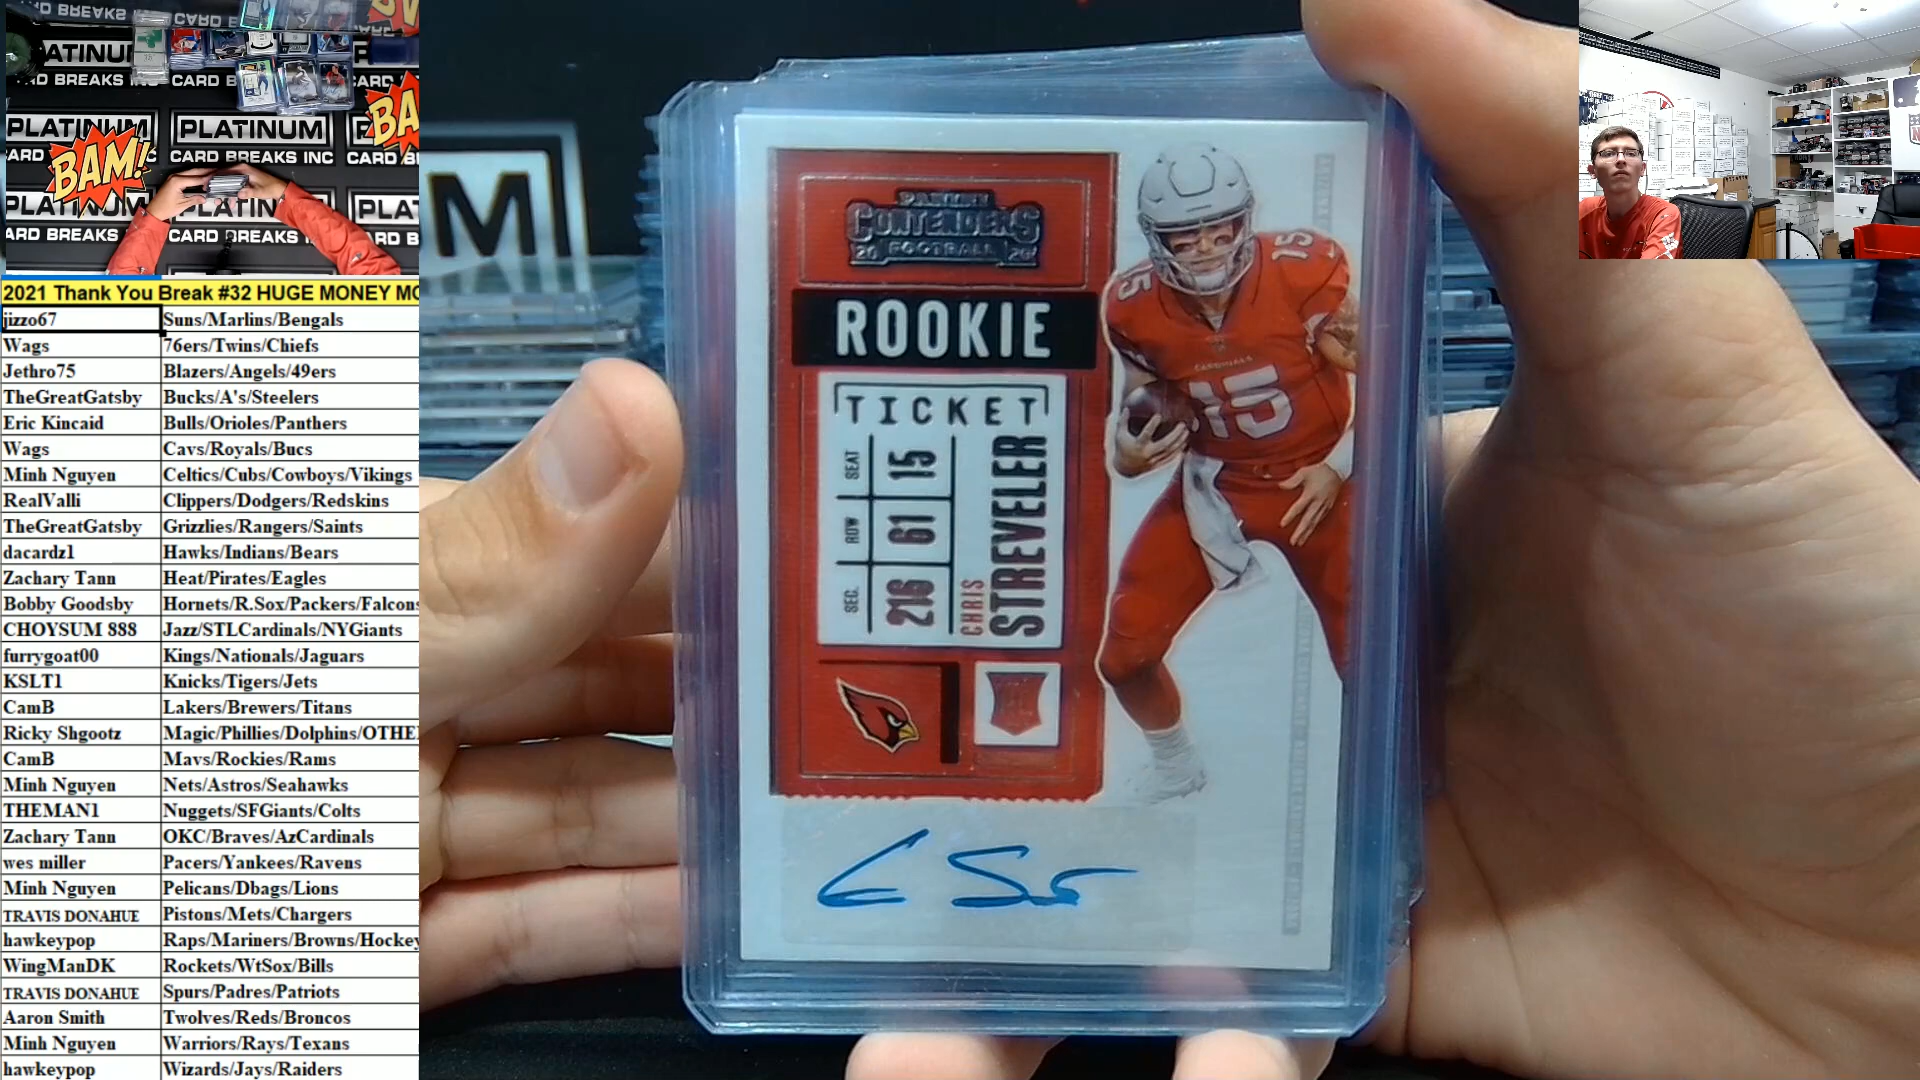 PLATINUM
CARD BREAKS INC
BAM!
2021 Thank You Break #32 HUGE MONEY
jizzo67 Suns/Marlins/Bengals
Wags 76ers/Twins/Chiefs
Jethro75 Blazers/Angels/49ers
TheGreatGatsby Bucks/A's/Steelers
Eric Kincaid Bulls/Orioles/Panthers
Wags Cavs/Royals/Bucs
Minh Nguyen Celtics/Cubs/Cowboys/Vikings
RealValli Clippers/Dodgers/Redskins
TheGreatGatsby Grizzlies/Rangers/Saints
dacardz1 Hawks/Indians/Bears
Zachary Tann Heat/Pirates/Eagles
Bobby Goodsby Hornets/R.Sox/Packers/Falcons
CHOYSUM 888 Jazz/STLCardinals/NYGiants
furrygoat00 Kings/Nationals/Jaguars
KSLT1 Knicks/Tigers/Jets
CamB Lakers/Brewers/Titans
Ricky Shgootz Magic/Phillies/Dolphins/OTHE
CamB Mavs/Rockies/Rams
Minh Nguyen Nets/Astros/Seahawks
THEMAN1 Nuggets/SFGiants/Colts
Zachary Tann OKC/Braves/AzCardinals
wes miller Pacers/Yankees/Ravens
Minh Nguyen Pelicans/Dbags/Lions
TRAVIS DONAHUE Pistons/Mets/Chargers
hawkeypop Raps/Mariners/Browns/Hockey
WingManDK Rockets/WtSox/Bills
TRAVIS DONAHUE Spurs/Padres/Patriots
Aaron Smith Twolves/Reds/Broncos
Minh Nguyen Warriors/Rays/Texans
hawkeypop Wizards/Jays/Raiders
PANINI
CONTENDERS
20 FOOTBALL 20
ROOKIE
TICKET
SEC. ROW SEAT
216 61 15
CHRIS
STREVELER
CARDINALS
15
15
15